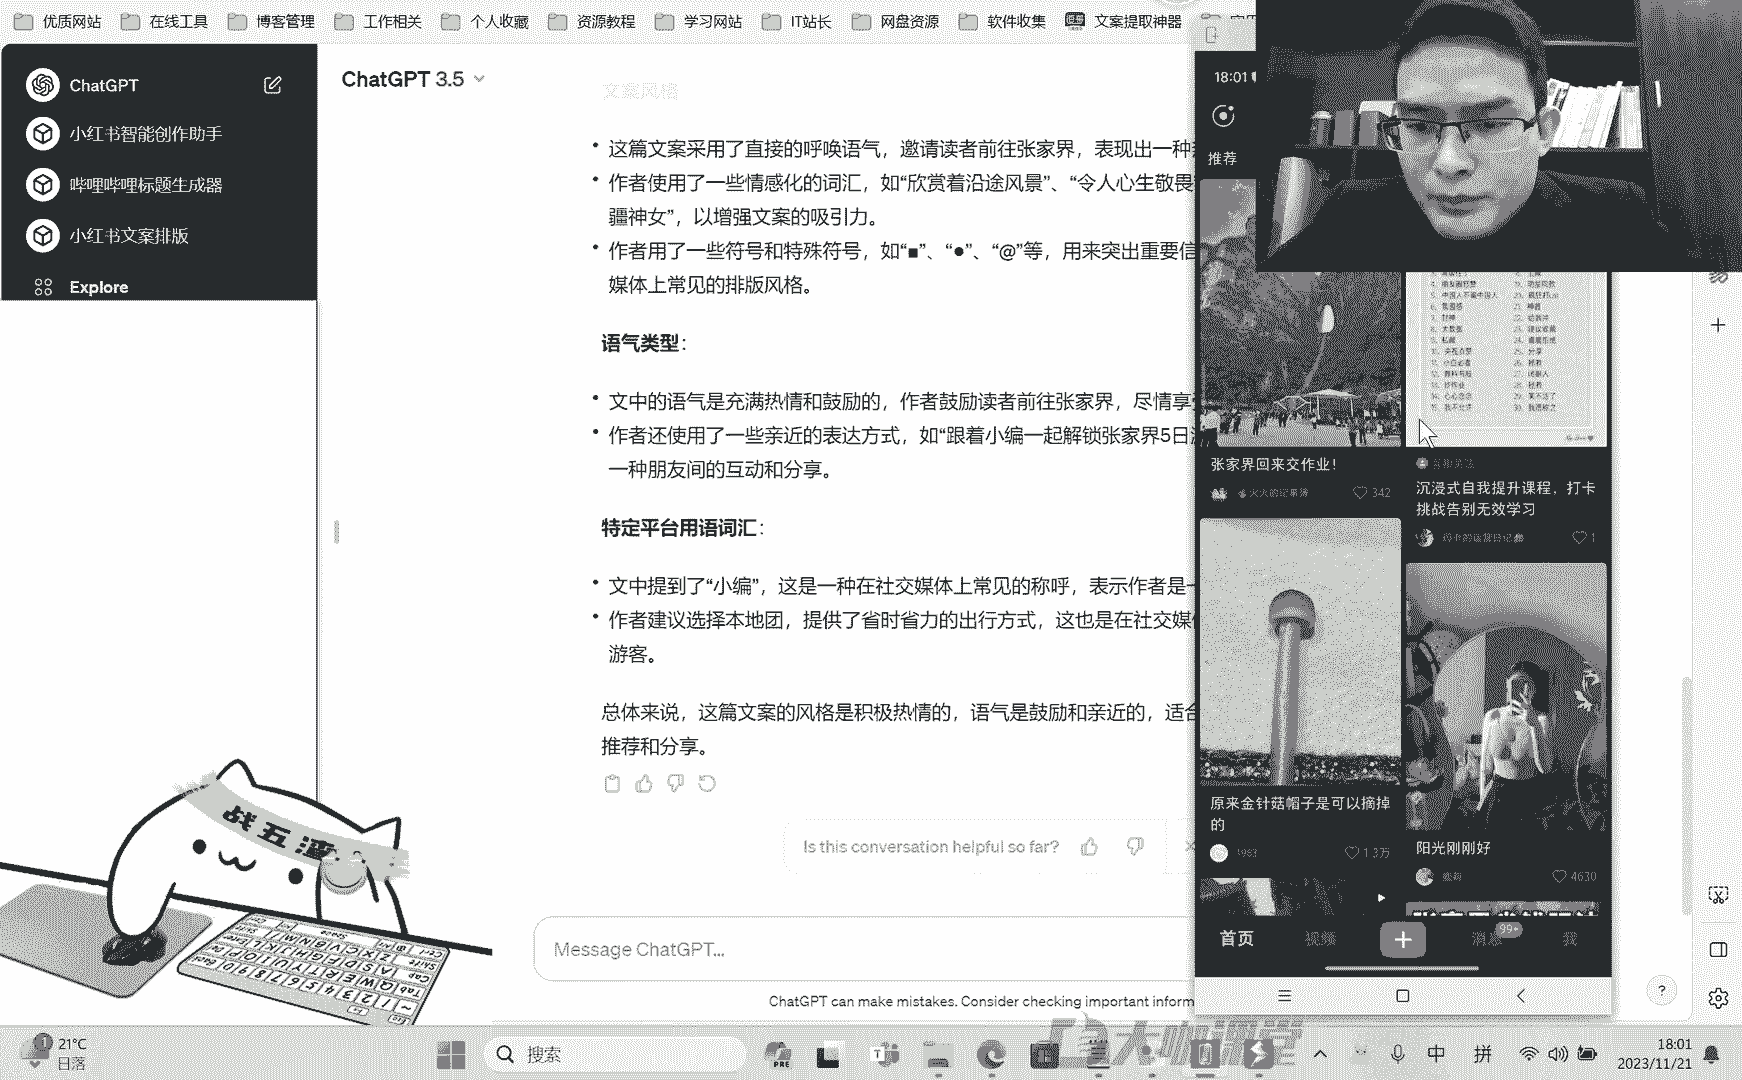 优质网站
在线工具
博客管理
工作相关
个人收藏
资源教程
学习网站
IT站长
网盘资源
软件收集
文案提取神器
ChatGPT
小红书智能创作助手
哔哩哔哩标题生成器
小红书文案排版
Explore
ChatGPT 3.5
文案风格
• 这篇文案采用了直接的呼唤语气，邀请读者前往张家界，表现出一种
• 作者使用了一些情感化的词汇，如“欣赏着沿途风景”、“令人心生敬畏
疆神女”，以增强文案的吸引力。
• 作者用了一些符号和特殊符号，如“■”、“●”、“@”等，用来突出重要信
媒体上常见的排版风格。
语气类型：
• 文中的语气是充满热情和鼓励的，作者鼓励读者前往张家界，尽情享
• 作者还使用了一些亲近的表达方式，如“跟着小编一起解锁张家界5日
一种朋友间的互动和分享。
特定平台用语词汇：
• 文中提到了“小编”，这是一种在社交媒体上常见的称呼，表示作者是一
• 作者建议选择本地团，提供了省时省力的出行方式，这也是在社交媒
游客。
总体来说，这篇文案的风格是积极热情的，语气是鼓励和亲近的，适合
推荐和分享。
Is this conversation helpful so far?
Message ChatGPT...
ChatGPT can make mistakes. Consider checking important inform
18:01
推荐
张家界回来交作业！
342
沉浸式自我提升课程，打卡
挑战告别无效学习
1
原来金针菇帽子是可以摘掉
的
1983
1.3万
阳光刚刚好
4630
首页
视频
消息
99+
我
战五渣
大咖课堂
1
21°C
日落
搜索
PRE
中
拼
18:01
2023/11/21